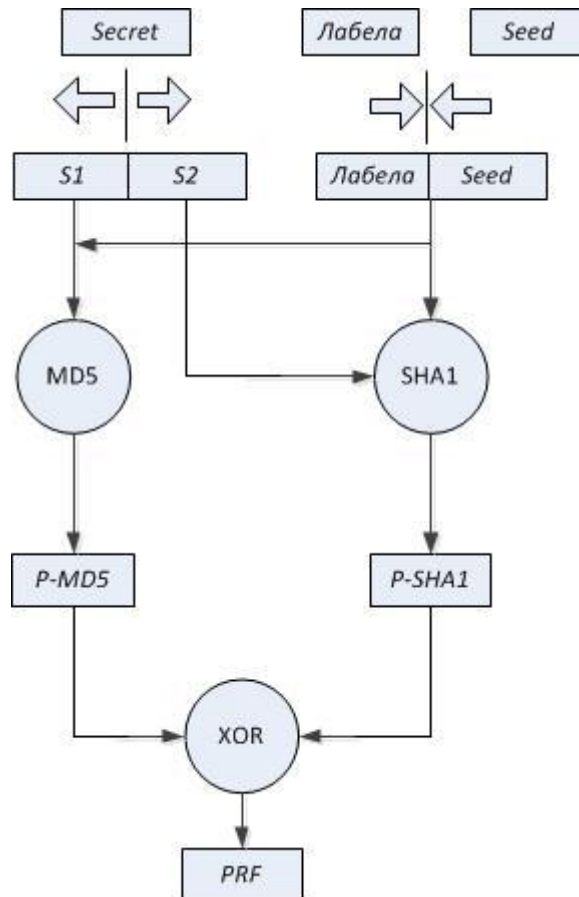 Secret Лабела Seed
S1 S2 Лабела Seed
MD5 SHA1
P-MD5 P-SHA1
XOR
PRF